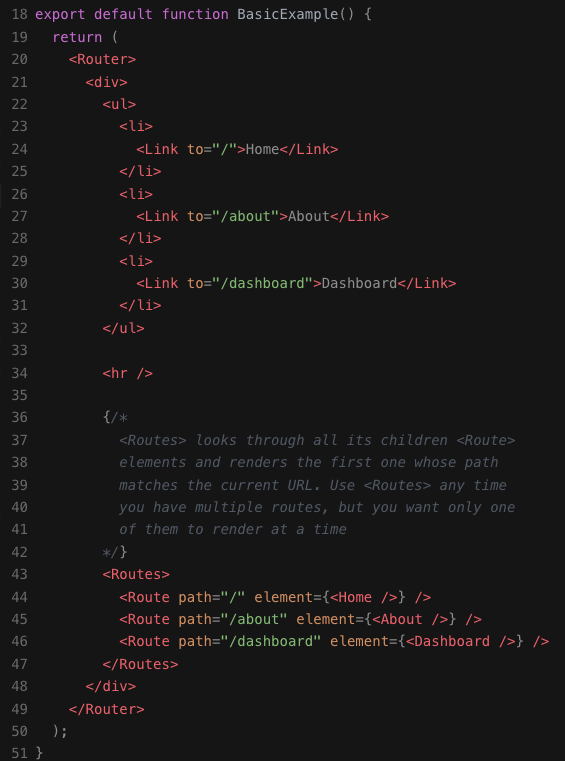 18 export default function BasicExample() {
19   return (
20     <Router>
21       <div>
22         <ul>
23           <li>
24             <Link to="/">Home</Link>
25           </li>
26           <li>
27             <Link to="/about">About</Link>
28           </li>
29           <li>
30             <Link to="/dashboard">Dashboard</Link>
31           </li>
32         </ul>
33
34         <hr />
35
36         {/*
37           <Routes> looks through all its children <Route>
38           elements and renders the first one whose path
39           matches the current URL. Use <Routes> any time
40           you have multiple routes, but you want only one
41           of them to render at a time
42         */}
43         <Routes>
44           <Route path="/" element={<Home />} />
45           <Route path="/about" element={<About />} />
46           <Route path="/dashboard" element={<Dashboard />} />
47         </Routes>
48       </div>
49     </Router>
50   );
51 }